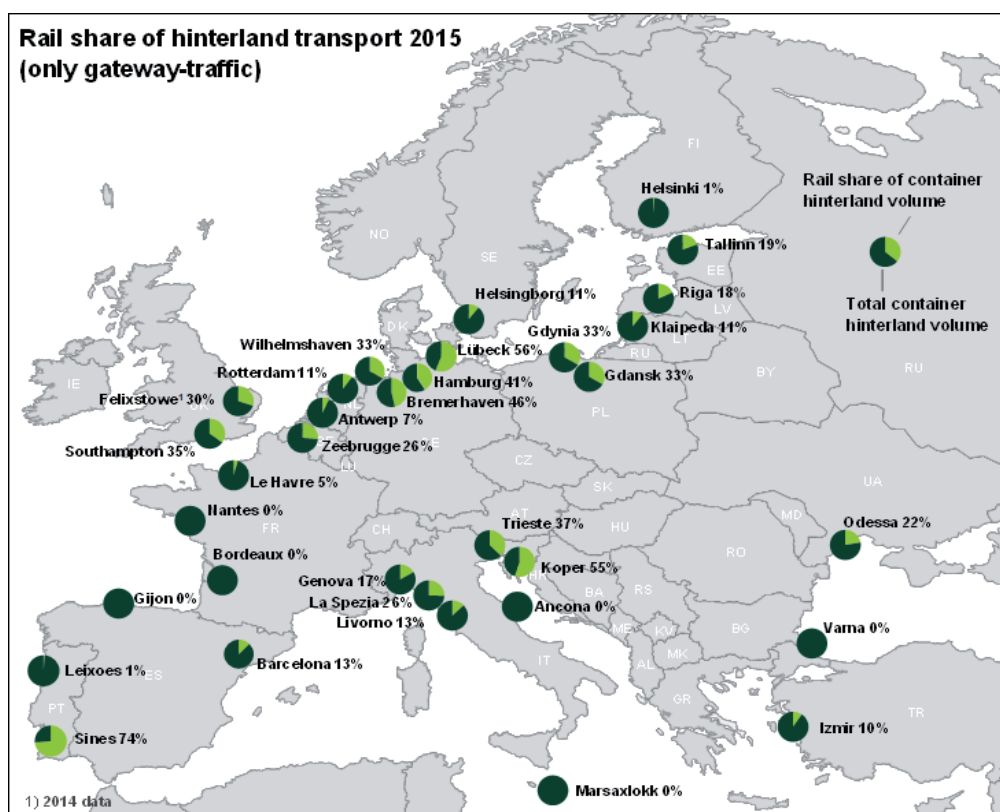 Rail share of hinterland transport 2015
(only gateway-traffic)
FI
Helsinki 1%
Rail share of container
hinterland volume
NO
SE
Tallinn 19%
EE
Total container
hinterland volume
Helsingborg 11%
Riga 18%
LV
DK
Gdynia 33%
Klaipeda 11%
LT
RU
Wilhelmshaven 33%
Lübeck 56%
RU
BY
Rotterdam 11%
Hamburg 41%
Gdansk 33%
IE
UK
Felixstowe¹ 30%
NL
Bremerhaven 46%
PL
Antwerp 7%
Southampton 35%
Zeebrugge 26%
E
LU
CZ
Le Havre 5%
UA
SK
Nantes 0%
FR
AT
MD
CH
HU
Trieste 37%
Odessa 22%
Bordeaux 0%
RO
Koper 55%
HR
Genova 17%
BA
RS
Gijon 0%
La Spezia 26%
Ancona 0%
Livorno 13%
ME
KV
BG
Varna 0%
MK
Leixoes 1%
ES
Barcelona 13%
IT
AL
GR
PT
TR
Sines 74%
Izmir 10%
Marsaxlokk 0%
1) 2014 data